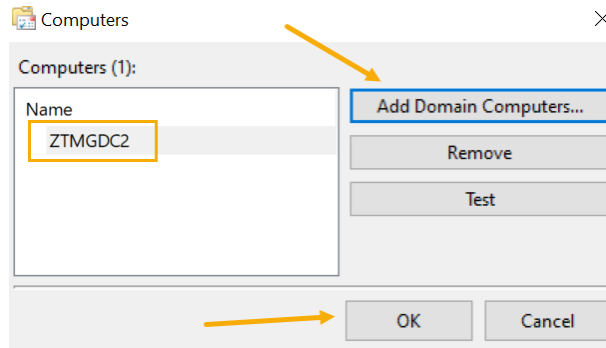 Computers
Computers (1):
Name
ZTMGDC2
Add Domain Computers...
Remove
Test
OK
Cancel